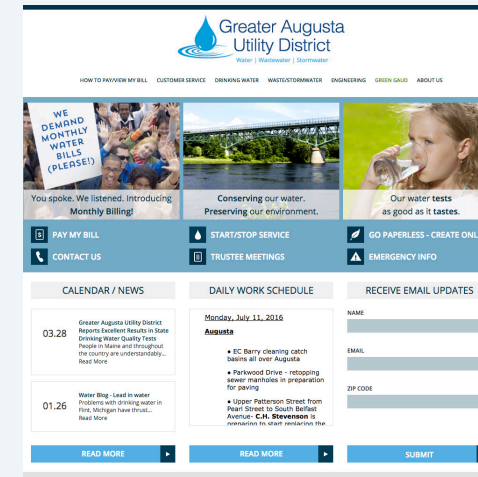 Greater Augusta
Utility District
Water | Wastewater | Stormwater
HOW TO PAY/VIEW MY BILL CUSTOMER SERVICE DRINKING WATER WASTE/STORMWATER ENGINEERING GREEN GAUD ABOUT US
WE
DEMAND
MONTHLY
WATER
BILLS
(PLEASE!)
You spoke. We listened. Introducing
Monthly Billing!
Conserving our water.
Preserving our environment.
Our water tests
as good as it tastes.
PAY MY BILL
START/STOP SERVICE
GO PAPERLESS - CREATE ONL
CONTACT US
TRUSTEE MEETINGS
EMERGENCY INFO
CALENDAR / NEWS
03.28
Greater Augusta Utility District
Reports Excellent Results in State
Drinking Water Quality Tests
People in Maine and throughout
the country are understandably...
Read More
01.26
Water Blog - Lead in water
Problems with drinking water in
Flint, Michigan have thrust...
Read More
READ MORE
DAILY WORK SCHEDULE
Monday, July 11, 2016
Augusta
• EC Barry cleaning catch
basins all over Augusta
• Parkwood Drive - retopping
sewer manholes in preparation
for paving
• Upper Patterson Street from
Pearl Street to South Belfast
Avenue- C.H. Stevenson is
preparing to start replacing the
READ MORE
RECEIVE EMAIL UPDATES
NAME
EMAIL
ZIP CODE
SUBMIT